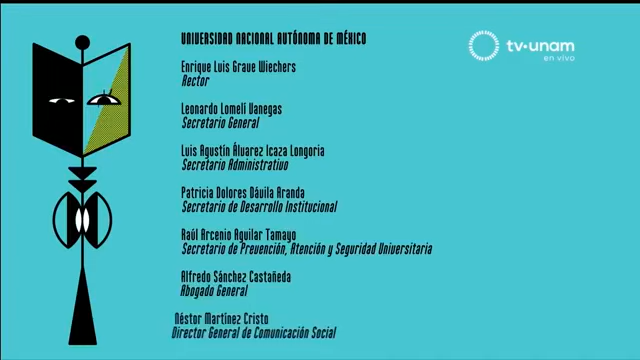 UNIVERSIDAD NACIONAL AUTÓNOMA DE MÉXICO
tv·unam
en vivo
Enrique Luis Graue Wiechers
Rector
Leonardo Lomelí Vanegas
Secretario General
Luis Agustín Álvarez Icaza Longoria
Secretario Administrativo
Patricia Dolores Dávila Aranda
Secretario de Desarrollo Institucional
Raúl Arcenio Aguilar Tamayo
Secretario de Prevención, Atención y Seguridad Universitaria
Alfredo Sánchez Castañeda
Abogado General
Néstor Martínez Cristo
Director General de Comunicación Social